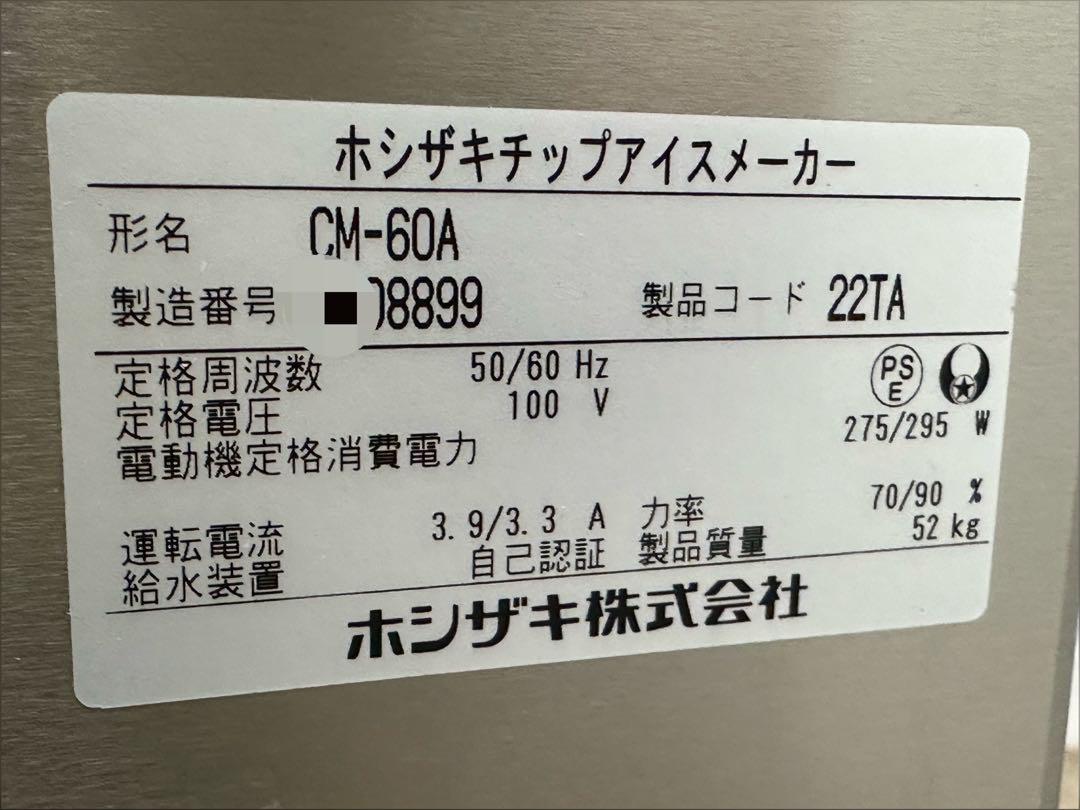 ホシザキチップアイスメーカー
形名 CM-60A
製造番号 08899 製品コード 22TA
定格周波数 50/60 Hz
PS E
定格電圧 100 V
電動機定格消費電力 275/295 W
運転電流 3.9/3.3 A 力率 70/90 %
給水装置 自己認証 製品質量 52 kg
ホシザキ株式会社